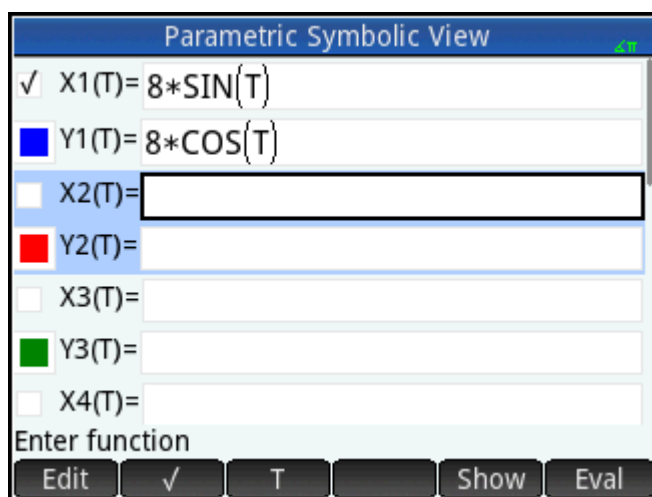 Parametric Symbolic View ∡π
√ X1(T)= 8*SIN(T)
Y1(T)= 8*COS(T)
X2(T)=
Y2(T)=
X3(T)=
Y3(T)=
X4(T)=
Enter function
Edit √ T Show Eval